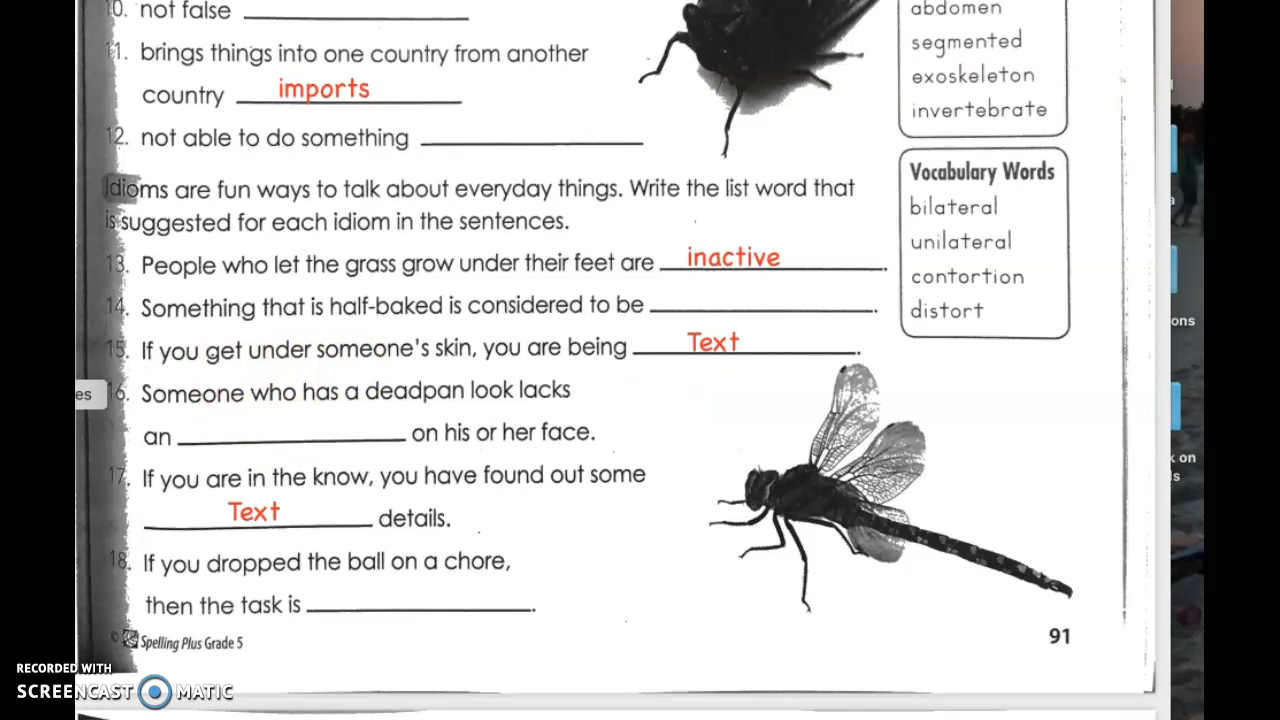 10. not false
11. brings things into one country from another
country imports
12. not able to do something
Idioms are fun ways to talk about everyday things. Write the list word that
is suggested for each idiom in the sentences.
13. People who let the grass grow under their feet are inactive.
14. Something that is half-baked is considered to be .
15. If you get under someone's skin, you are being Text.
16. Someone who has a deadpan look lacks
an on his or her face.
17. If you are in the know, you have found out some
Text details.
18. If you dropped the ball on a chore,
then the task is .
© Spelling Plus Grade 5
91
abdomen
segmented
exoskeleton
invertebrate
Vocabulary Words
bilateral
unilateral
contortion
distort
es
ons
k on
ls
RECORDED WITH
SCREENCAST MATIC